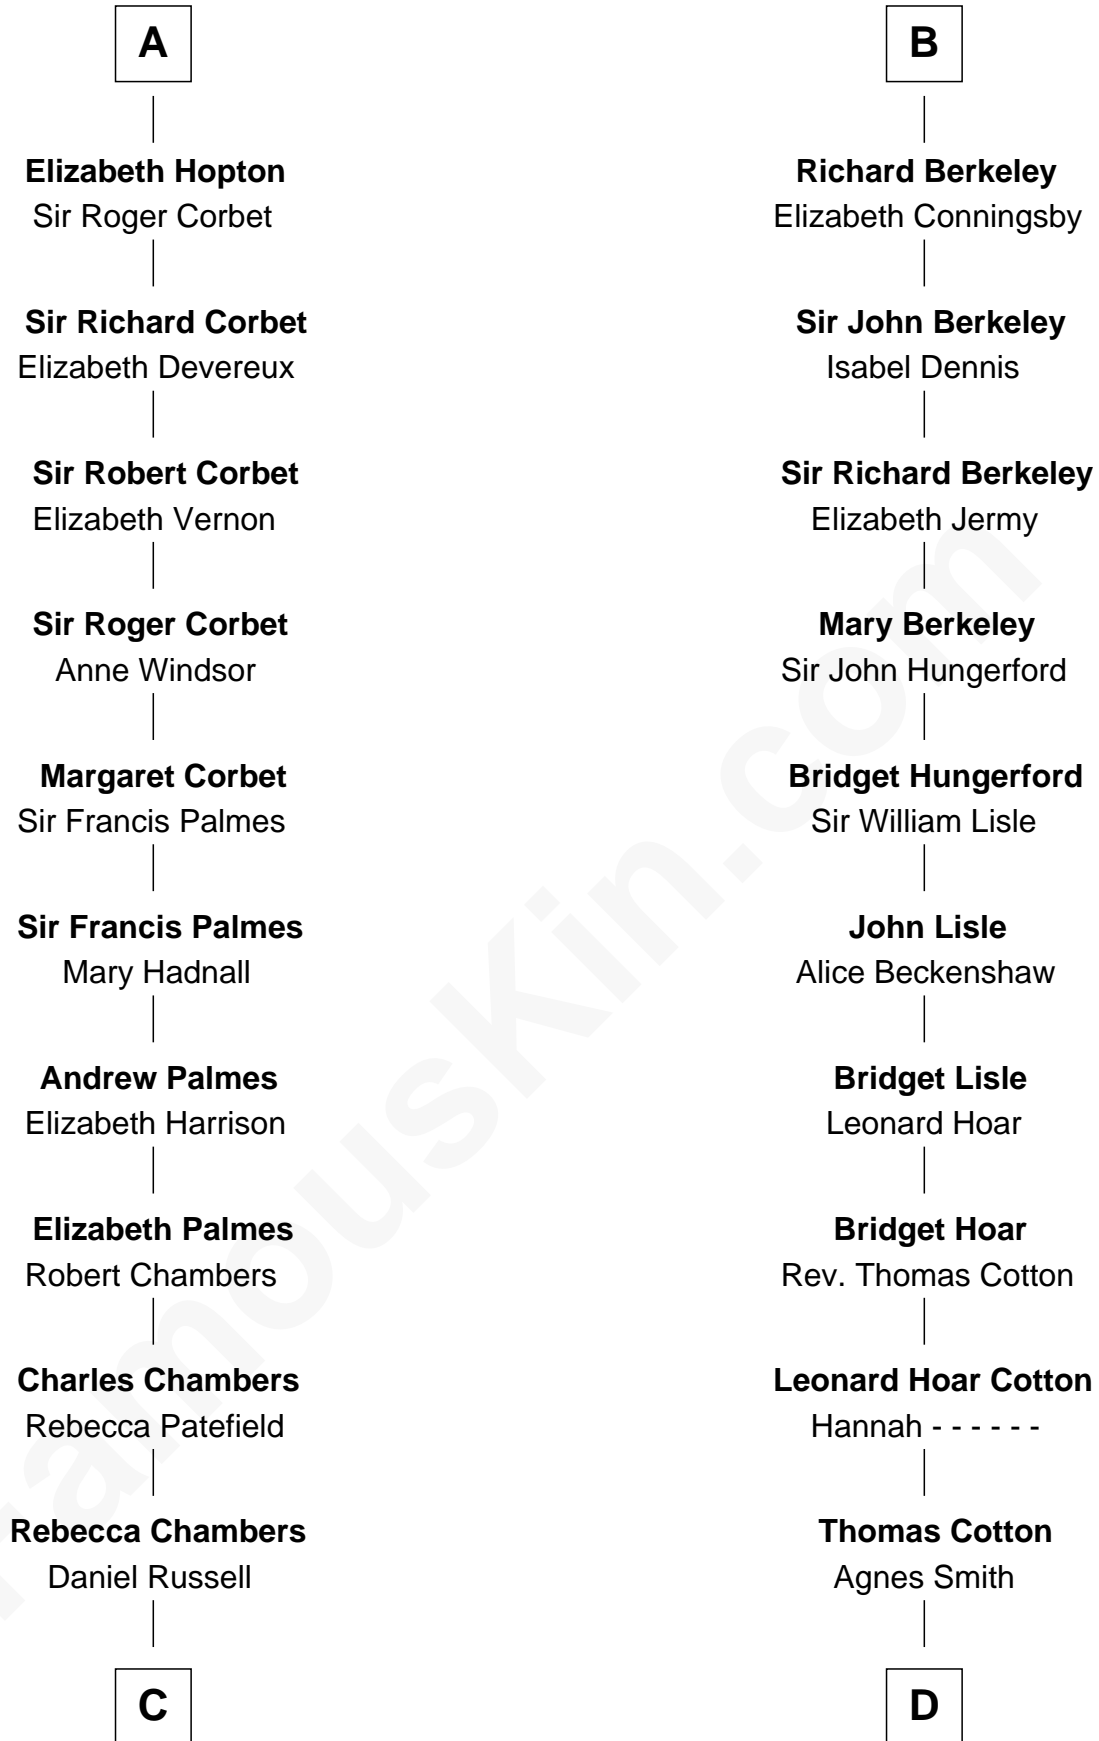 A
Elizabeth Hopton
Sir Roger Corbet
Sir Richard Corbet
Elizabeth Devereux
Sir Robert Corbet
Elizabeth Vernon
Sir Roger Corbet
Anne Windsor
Margaret Corbet
Sir Francis Palmes
Sir Francis Palmes
Mary Hadnall
Andrew Palmes
Elizabeth Harrison
Elizabeth Palmes
Robert Chambers
Charles Chambers
Rebecca Patefield
Rebecca Chambers
Daniel Russell
C
B
Richard Berkeley
Elizabeth Conningsby
Sir John Berkeley
Isabel Dennis
Sir Richard Berkeley
Elizabeth Jermy
Mary Berkeley
Sir John Hungerford
Bridget Hungerford
Sir William Lisle
John Lisle
Alice Beckenshaw
Bridget Lisle
Leonard Hoar
Bridget Hoar
Rev. Thomas Cotton
Leonard Hoar Cotton
Hannah - - - - - -
Thomas Cotton
Agnes Smith
D
FamousKin.com